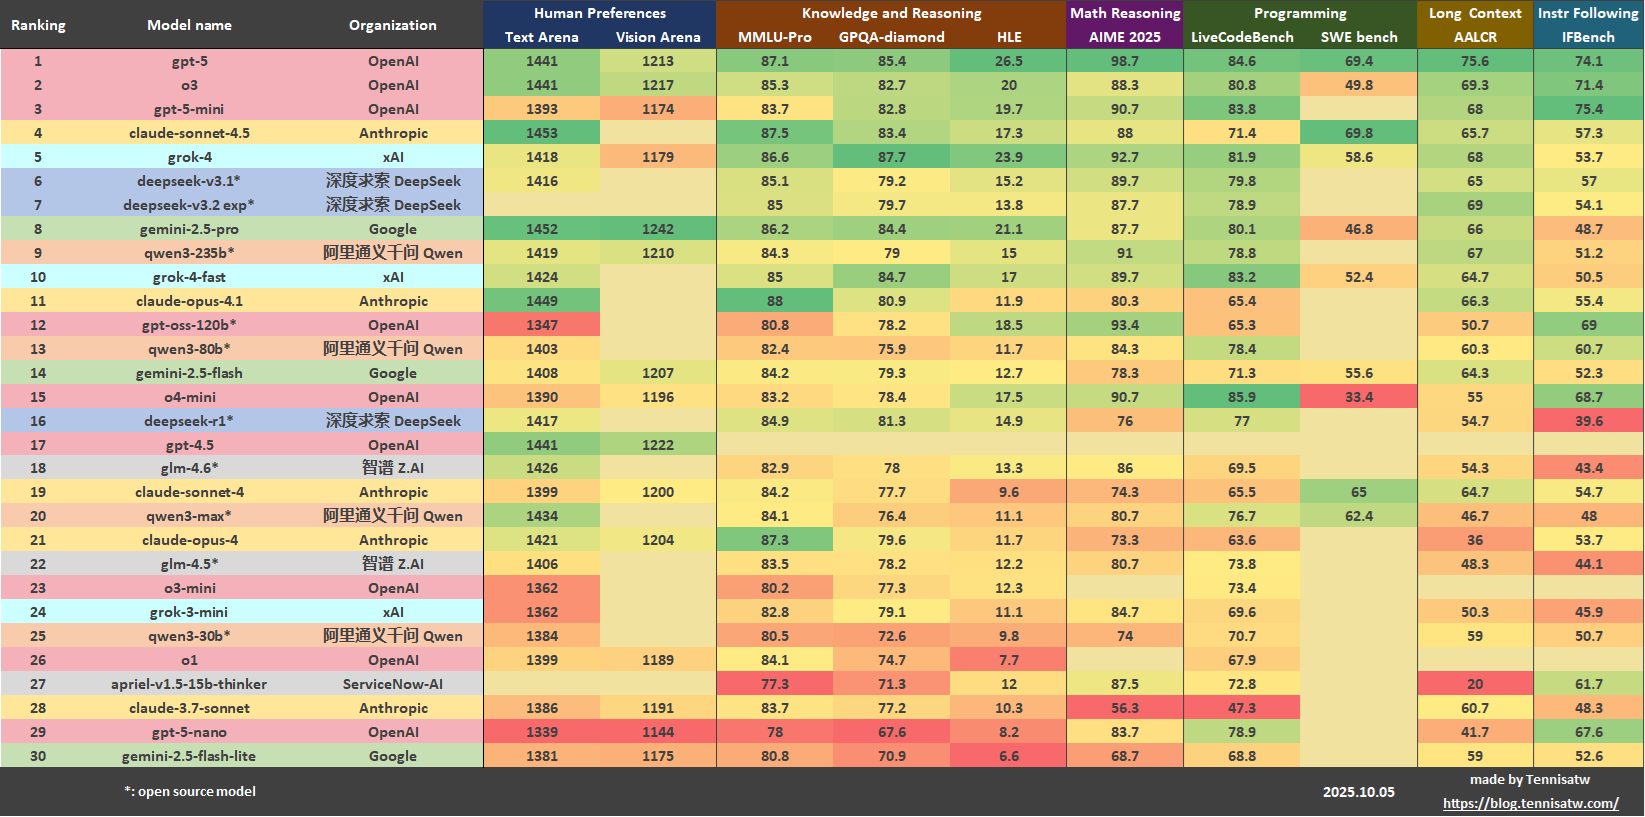 Ranking Model name Organization Human Preferences Knowledge and Reasoning Math Reasoning Programming Long Context Instr Following
Text Arena Vision Arena MMLU-Pro GPQA-diamond HLE AIME 2025 LiveCodeBench SWE bench AALCR IFBench
1 gpt-5 OpenAI 1441 1213 87.1 85.4 26.5 98.7 84.6 69.4 75.6 74.1
2 o3 OpenAI 1441 1217 85.3 82.7 20 88.3 80.8 49.8 69.3 71.4
3 gpt-5-mini OpenAI 1393 1174 83.7 82.8 19.7 90.7 83.8 68 75.4
4 claude-sonnet-4.5 Anthropic 1453 87.5 83.4 17.3 88 71.4 69.8 65.7 57.3
5 grok-4 xAI 1418 1179 86.6 87.7 23.9 92.7 81.9 58.6 68 53.7
6 deepseek-v3.1* 深度求索 DeepSeek 1416 85.1 79.2 15.2 89.7 79.8 65 57
7 deepseek-v3.2 exp* 深度求索 DeepSeek 85 79.7 13.8 87.7 78.9 69 54.1
8 gemini-2.5-pro Google 1452 1242 86.2 84.4 21.1 87.7 80.1 46.8 66 48.7
9 qwen3-235b* 阿里通义千问 Qwen 1419 1210 84.3 79 15 91 78.8 67 51.2
10 grok-4-fast xAI 1424 85 84.7 17 89.7 83.2 52.4 64.7 50.5
11 claude-opus-4.1 Anthropic 1449 88 80.9 11.9 80.3 65.4 66.3 55.4
12 gpt-oss-120b* OpenAI 1347 80.8 78.2 18.5 93.4 65.3 50.7 69
13 qwen3-80b* 阿里通义千问 Qwen 1403 82.4 75.9 11.7 84.3 78.4 60.3 60.7
14 gemini-2.5-flash Google 1408 1207 84.2 79.3 12.7 78.3 71.3 55.6 64.3 52.3
15 o4-mini OpenAI 1390 1196 83.2 78.4 17.5 90.7 85.9 33.4 55 68.7
16 deepseek-r1* 深度求索 DeepSeek 1417 84.9 81.3 14.9 76 77 54.7 39.6
17 gpt-4.5 OpenAI 1441 1222
18 glm-4.6* 智谱 Z.AI 1426 82.9 78 13.3 86 69.5 54.3 43.4
19 claude-sonnet-4 Anthropic 1399 1200 84.2 77.7 9.6 74.3 65.5 65 64.7 54.7
20 qwen3-max* 阿里通义千问 Qwen 1434 84.1 76.4 11.1 80.7 76.7 62.4 46.7 48
21 claude-opus-4 Anthropic 1421 1204 87.3 79.6 11.7 73.3 63.6 36 53.7
22 glm-4.5* 智谱 Z.AI 1406 83.5 78.2 12.2 80.7 73.8 48.3 44.1
23 o3-mini OpenAI 1362 80.2 77.3 12.3 73.4
24 grok-3-mini xAI 1362 82.8 79.1 11.1 84.7 69.6 50.3 45.9
25 qwen3-30b* 阿里通义千问 Qwen 1384 80.5 72.6 9.8 74 70.7 59 50.7
26 o1 OpenAI 1399 1189 84.1 74.7 7.7 67.9
27 apriel-v1.5-15b-thinker ServiceNow-AI 77.3 71.3 12 87.5 72.8 20 61.7
28 claude-3.7-sonnet Anthropic 1386 1191 83.7 77.2 10.3 56.3 47.3 60.7 48.3
29 gpt-5-nano OpenAI 1339 1144 78 67.6 8.2 83.7 78.9 41.7 67.6
30 gemini-2.5-flash-lite Google 1381 1175 80.8 70.9 6.6 68.7 68.8 59 52.6
*: open source model 2025.10.05 made by Tennisatw
https://blog.tennisatw.com/